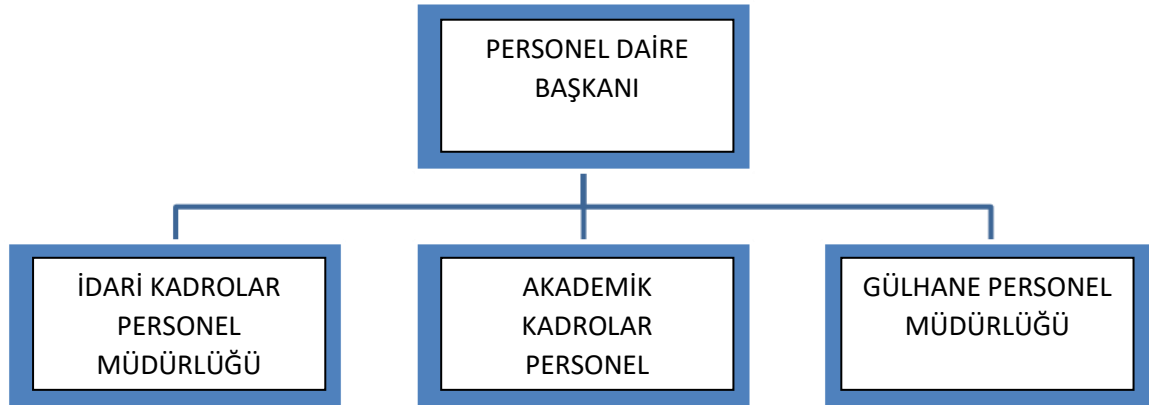 PERSONEL DAİRE
BAŞKANI
İDARİ KADROLAR
PERSONEL
MÜDÜRLÜĞÜ
AKADEMİK
KADROLAR
PERSONEL
GÜLHANE PERSONEL
MÜDÜRLÜĞÜ